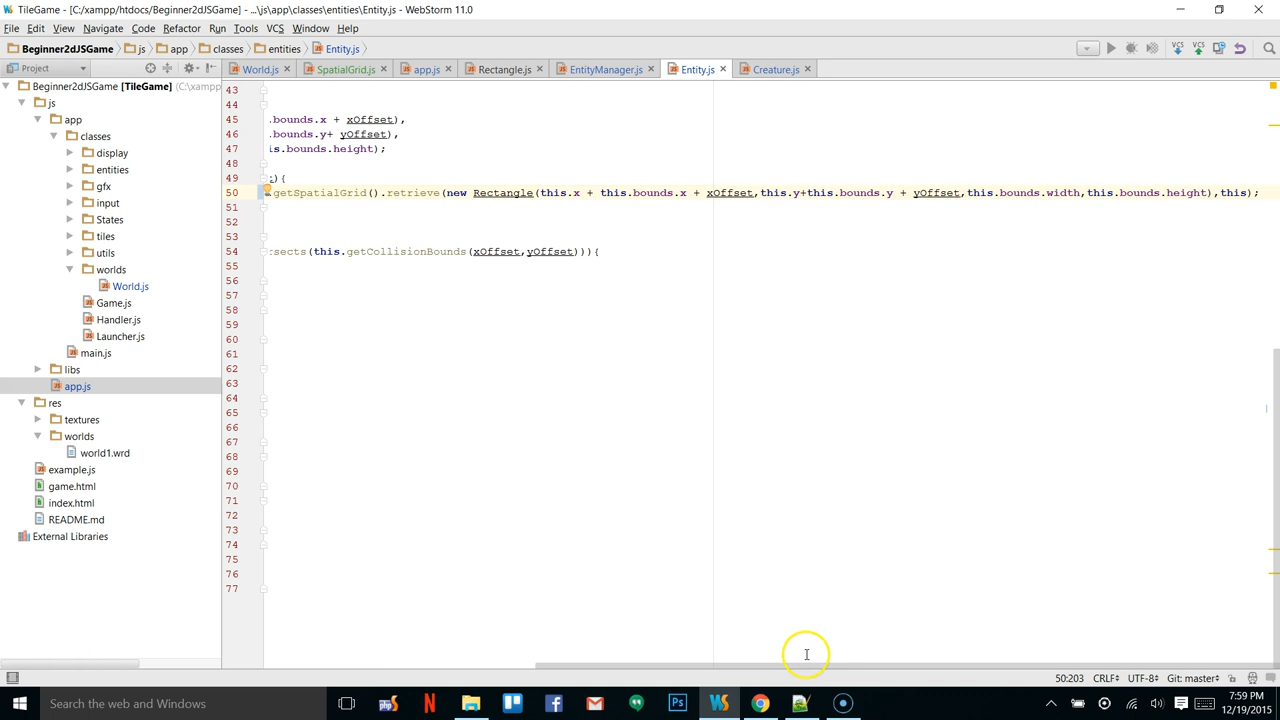 TileGame - [C:/xampp/htdocs/Beginner2dJSGame] - ...\js\app\classes\entities\Entity.js - WebStorm 11.0
File Edit View Navigate Code Refactor Run Tools VCS Window Help
Beginner2dJSGame js app classes entities Entity.js
VCS VCS
Project World.js SpatialGrid.js app.js Rectangle.js EntityManager.js Entity.js Creature.js
Beginner2dJSGame [TileGame] (C:\xampp
js
app
classes
display
entities
gfx
input
States
tiles
utils
worlds
World.js
Game.js
Handler.js
Launcher.js
main.js
libs
app.js
res
textures
worlds
world1.wrd
example.js
game.html
index.html
README.md
External Libraries
43
44
45 .bounds.x + xOffset),
46 .bounds.y+ yOffset),
47 is.bounds.height);
48
49 t){
50 getSpatialGrid().retrieve(new Rectangle(this.x + this.bounds.x + xOffset,this.y+this.bounds.y + yOffset,this.bounds.width,this.bounds.height),this);
51
52
53
54 rsects(this.getCollisionBounds(xOffset,yOffset))){
55
56
57
58
59
60
61
62
63
64
65
66
67
68
69
70
71
72
73
74
75
76
77
50:203 CRLF÷ UTF-8÷ Git: master÷
Search the web and Windows
7:59 PM
12/19/2015